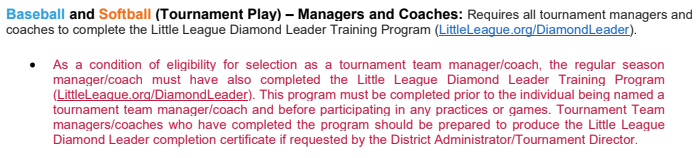 Baseball and Softball (Tournament Play) – Managers and Coaches: Requires all tournament managers and
coaches to complete the Little League Diamond Leader Training Program (LittleLeague.org/DiamondLeader).
• As a condition of eligibility for selection as a tournament team manager/coach, the regular season
manager/coach must have also completed the Little League Diamond Leader Training Program
(LittleLeague.org/DiamondLeader). This program must be completed prior to the individual being named a
tournament team manager/coach and before participating in any practices or games. Tournament Team
managers/coaches who have completed the program should be prepared to produce the Little League
Diamond Leader completion certificate if requested by the District Administrator/Tournament Director.